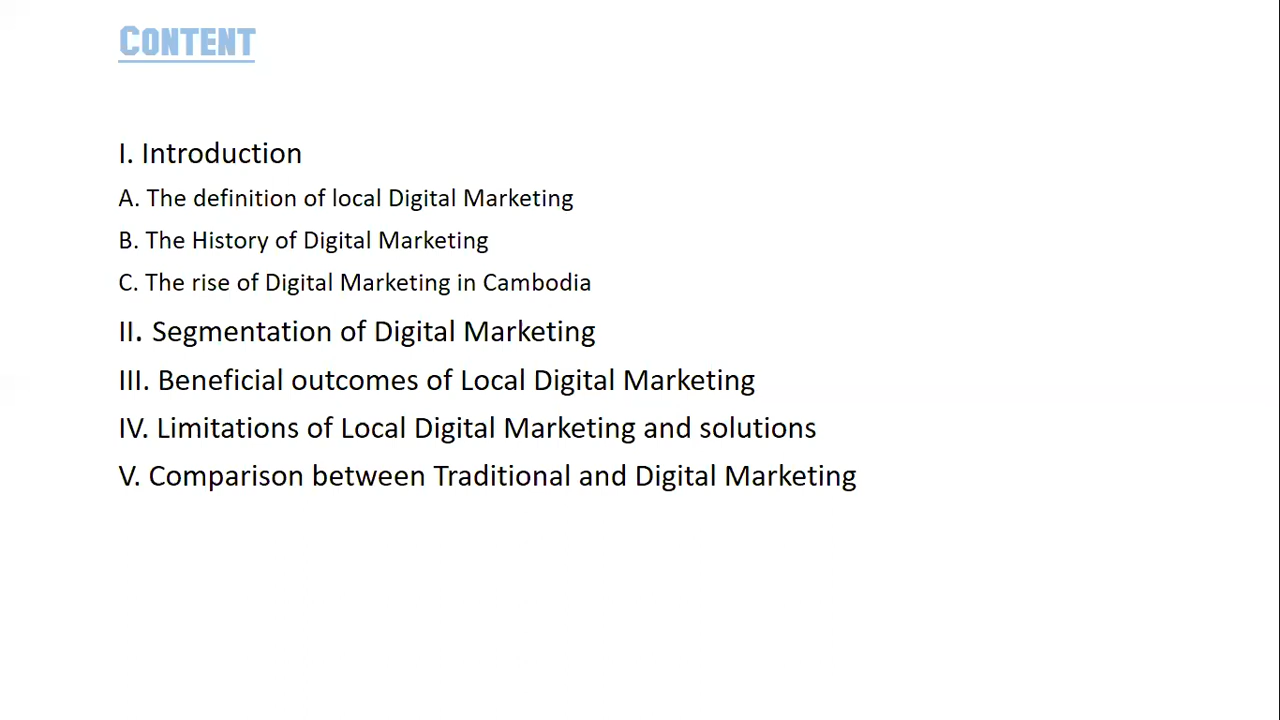 CONTENT
I. Introduction
A. The definition of local Digital Marketing
B. The History of Digital Marketing
C. The rise of Digital Marketing in Cambodia
II. Segmentation of Digital Marketing
III. Beneficial outcomes of Local Digital Marketing
IV. Limitations of Local Digital Marketing and solutions
V. Comparison between Traditional and Digital Marketing